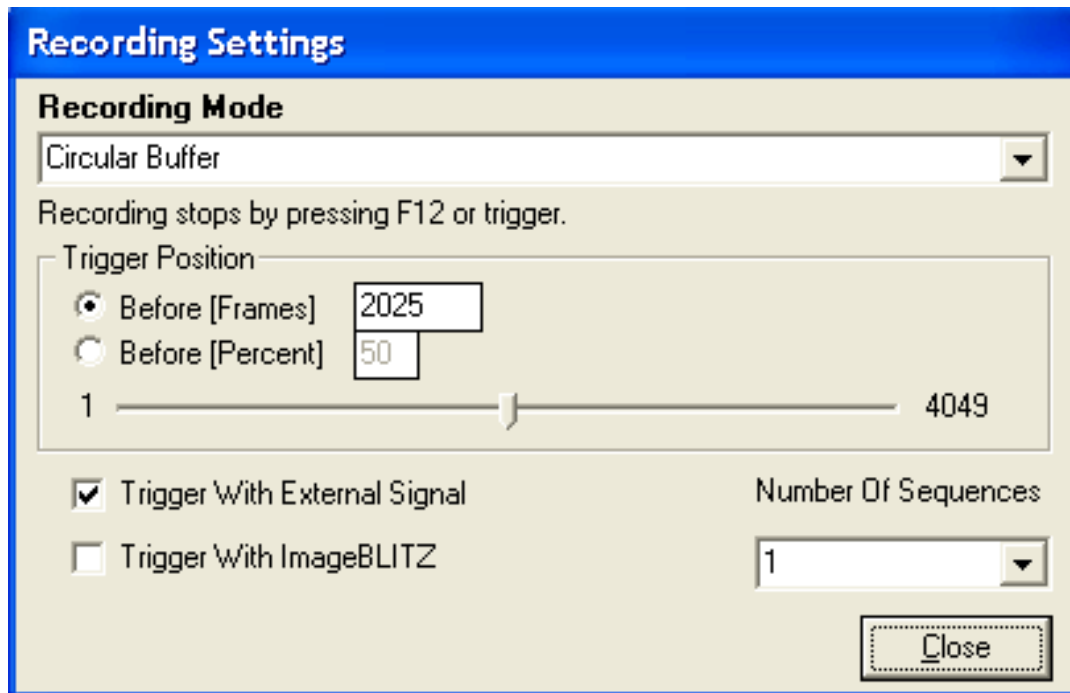 Recording Settings
Recording Mode
Circular Buffer
Recording stops by pressing F12 or trigger.
Trigger Position
Before [Frames] 2025
Before [Percent] 50
1 4049
Trigger With External Signal
Number Of Sequences
Trigger With ImageBLITZ
1
Close